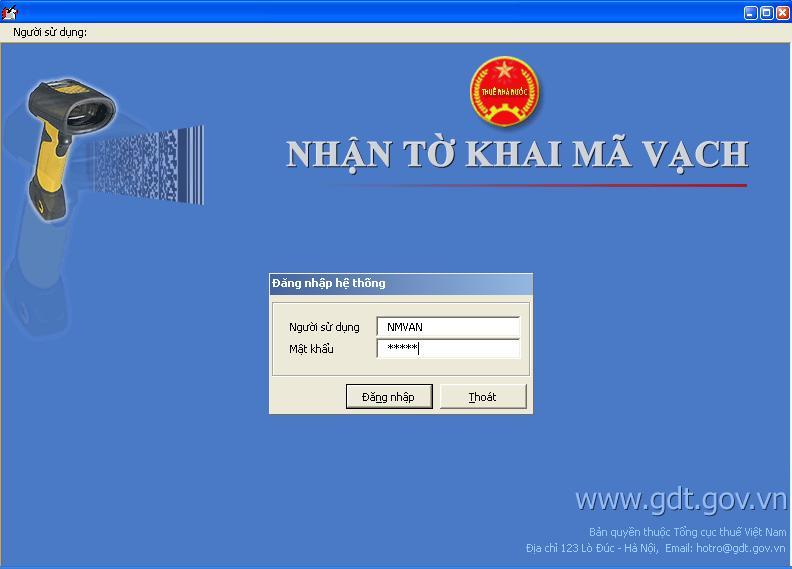 Người sử dụng:
THUẾ NHÀ NƯỚC
NHẬN TỜ KHAI MÃ VẠCH
Đăng nhập hệ thống
Người sử dụng NMVAN
Mật khẩu *****
Đăng nhập Thoát
www.gdt.gov.vn
Bản quyền thuộc Tổng cục thuế Việt Nam
Địa chỉ 123 Lò Đúc - Hà Nội, Email: hotro@gdt.gov.vn